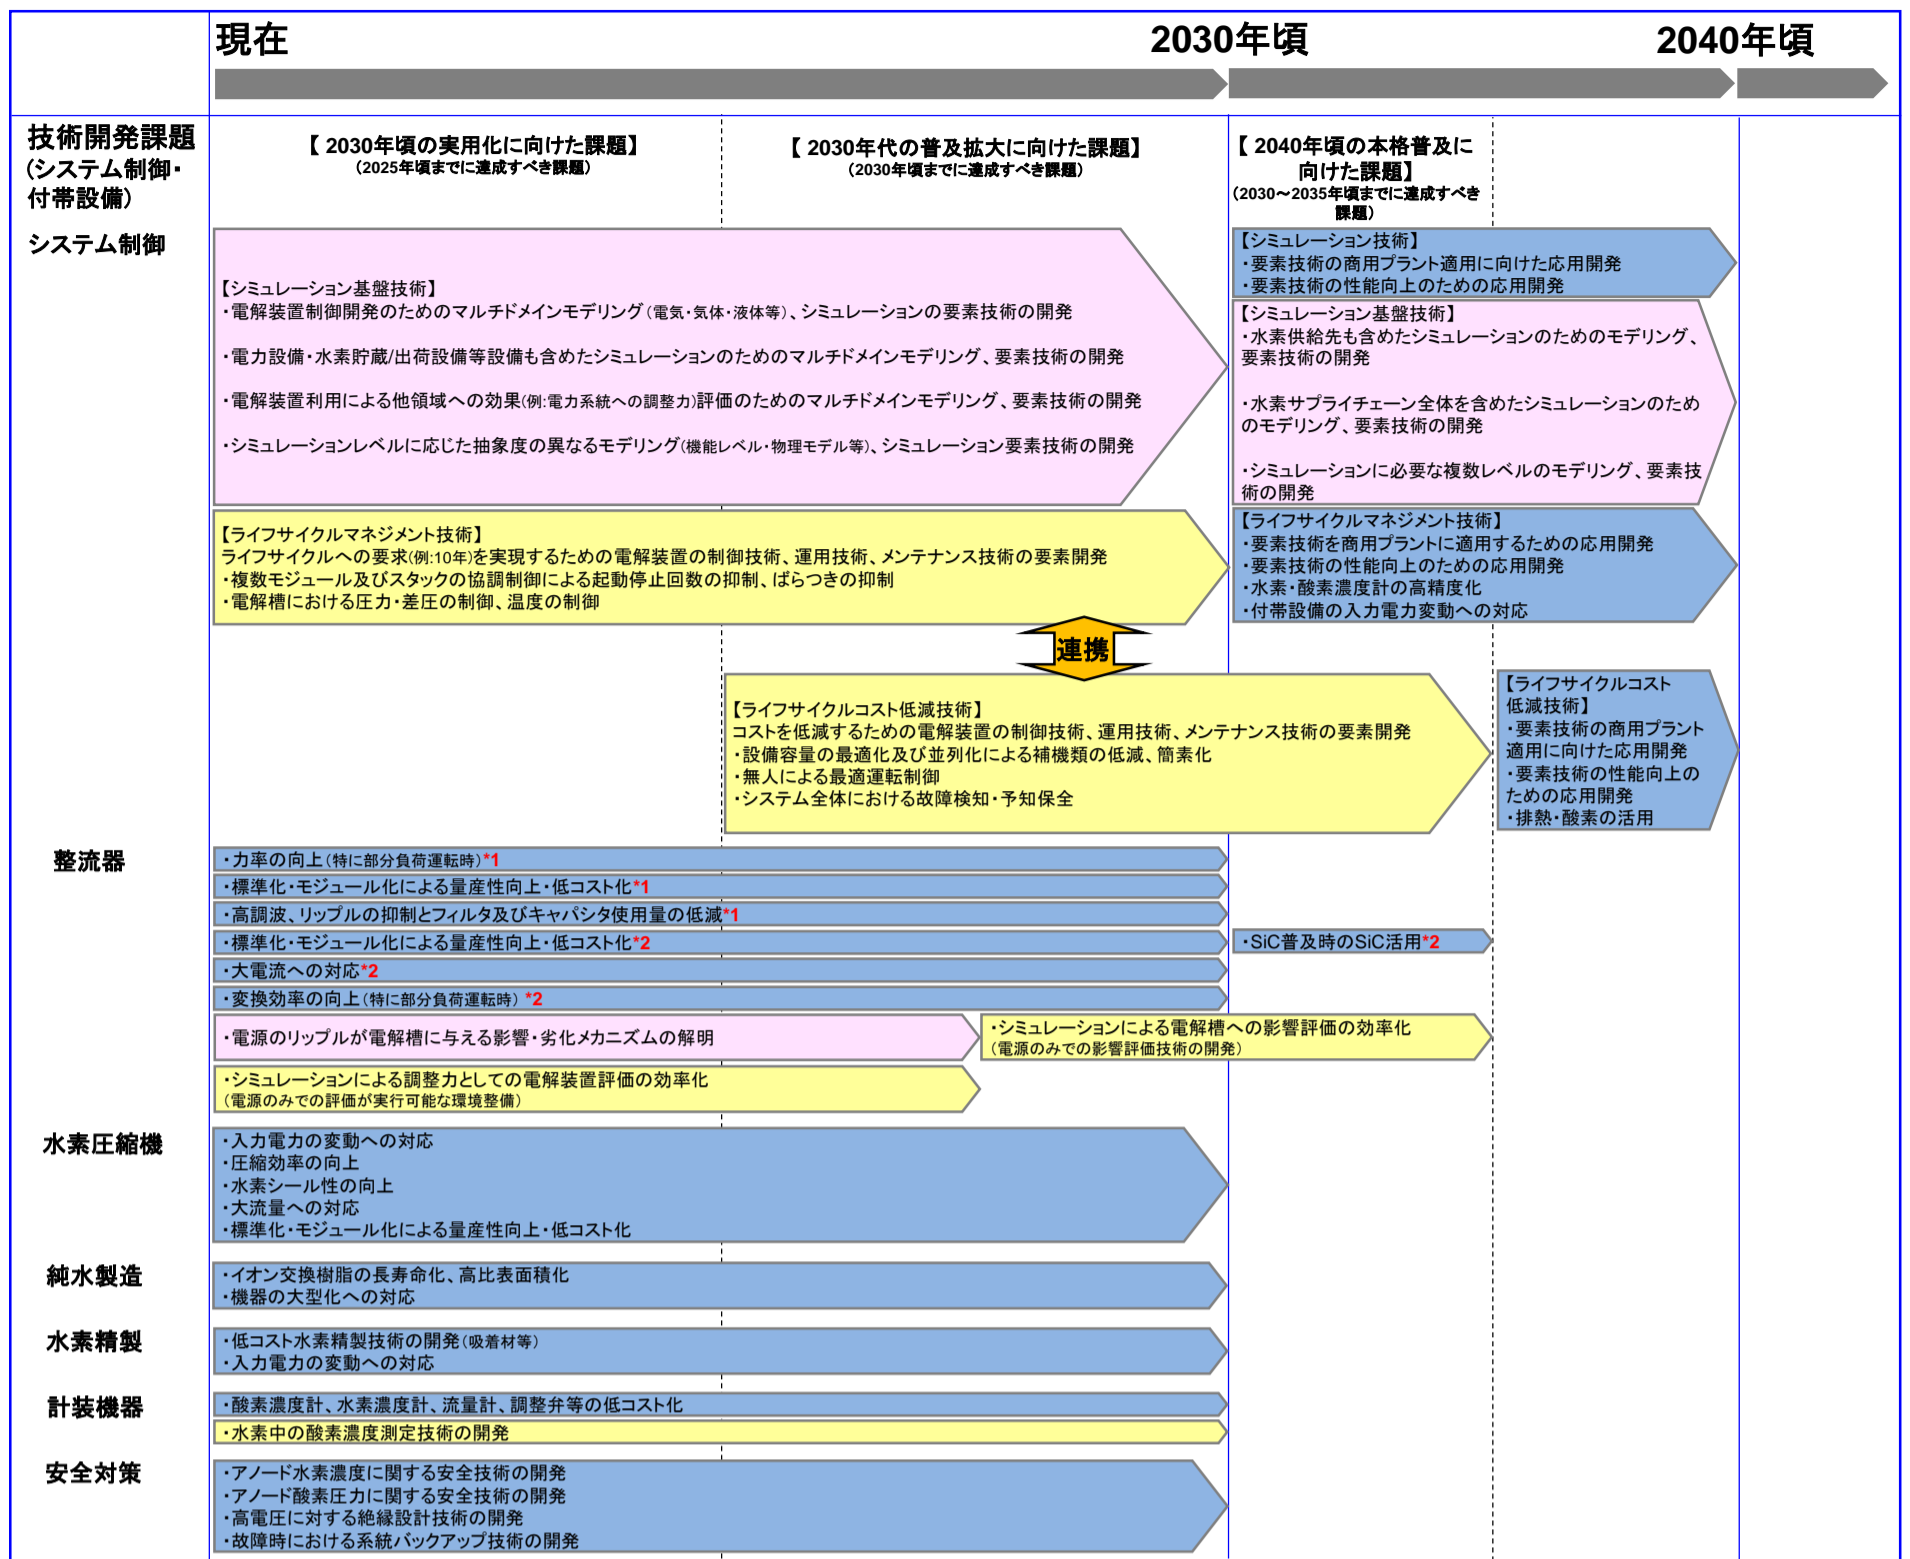 現在
2030年頃
2040年頃
技術開発課題
(システム制御・
付帯設備)
【 2030年頃の実用化に向けた課題】
(2025年頃までに達成すべき課題)
【 2030年代の普及拡大に向けた課題】
(2030年頃までに達成すべき課題)
【 2040年頃の本格普及に
向けた課題】
(2030～2035年頃までに達成すべき
課題)
システム制御
【シミュレーション基盤技術】
・電解装置制御開発のためのマルチドメインモデリング(電気・気体・液体等)、シミュレーションの要素技術の開発
・電力設備・水素貯蔵/出荷設備等設備も含めたシミュレーションのためのマルチドメインモデリング、要素技術の開発
・電解装置利用による他領域への効果(例:電力系統への調整力)評価のためのマルチドメインモデリング、要素技術の開発
・シミュレーションレベルに応じた抽象度の異なるモデリング(機能レベル・物理モデル等)、シミュレーション要素技術の開発
【シミュレーション技術】
・要素技術の商用プラント適用に向けた応用開発
・要素技術の性能向上のための応用開発
【シミュレーション基盤技術】
・水素供給先も含めたシミュレーションのためのモデリング、
要素技術の開発
・水素サプライチェーン全体を含めたシミュレーションのため
のモデリング、要素技術の開発
・シミュレーションに必要な複数レベルのモデリング、要素技
術の開発
【ライフサイクルマネジメント技術】
ライフサイクルへの要求(例:10年)を実現するための電解装置の制御技術、運用技術、メンテナンス技術の要素開発
・複数モジュール及びスタックの協調制御による起動停止回数の抑制、ばらつきの抑制
・電解槽における圧力・差圧の制御、温度の制御
【ライフサイクルマネジメント技術】
・要素技術を商用プラントに適用するための応用開発
・要素技術の性能向上のための応用開発
・水素・酸素濃度計の高精度化
・付帯設備の入力電力変動への対応
連携
【ライフサイクルコスト低減技術】
コストを低減するための電解装置の制御技術、運用技術、メンテナンス技術の要素開発
・設備容量の最適化及び並列化による補機類の低減、簡素化
・無人による最適運転制御
・システム全体における故障検知・予知保全
【ライフサイクルコスト
低減技術】
・要素技術の商用プラント
適用に向けた応用開発
・要素技術の性能向上の
ための応用開発
・排熱・酸素の活用
整流器
・力率の向上(特に部分負荷運転時)*1
・標準化・モジュール化による量産性向上・低コスト化*1
・高調波、リップルの抑制とフィルタ及びキャパシタ使用量の低減*1
・標準化・モジュール化による量産性向上・低コスト化*2
・SiC普及時のSiC活用*2
・大電流への対応*2
・変換効率の向上(特に部分負荷運転時) *2
・電源のリップルが電解槽に与える影響・劣化メカニズムの解明
・シミュレーションによる電解槽への影響評価の効率化
(電源のみでの影響評価技術の開発)
・シミュレーションによる調整力としての電解装置評価の効率化
(電源のみでの評価が実行可能な環境整備)
水素圧縮機
・入力電力の変動への対応
・圧縮効率の向上
・水素シール性の向上
・大流量への対応
・標準化・モジュール化による量産性向上・低コスト化
純水製造
・イオン交換樹脂の長寿命化、高比表面積化
・機器の大型化への対応
水素精製
・低コスト水素精製技術の開発(吸着材等)
・入力電力の変動への対応
計装機器
・酸素濃度計、水素濃度計、流量計、調整弁等の低コスト化
・水素中の酸素濃度測定技術の開発
安全対策
・アノード水素濃度に関する安全技術の開発
・アノード酸素圧力に関する安全技術の開発
・高電圧に対する絶縁設計技術の開発
・故障時における系統バックアップ技術の開発